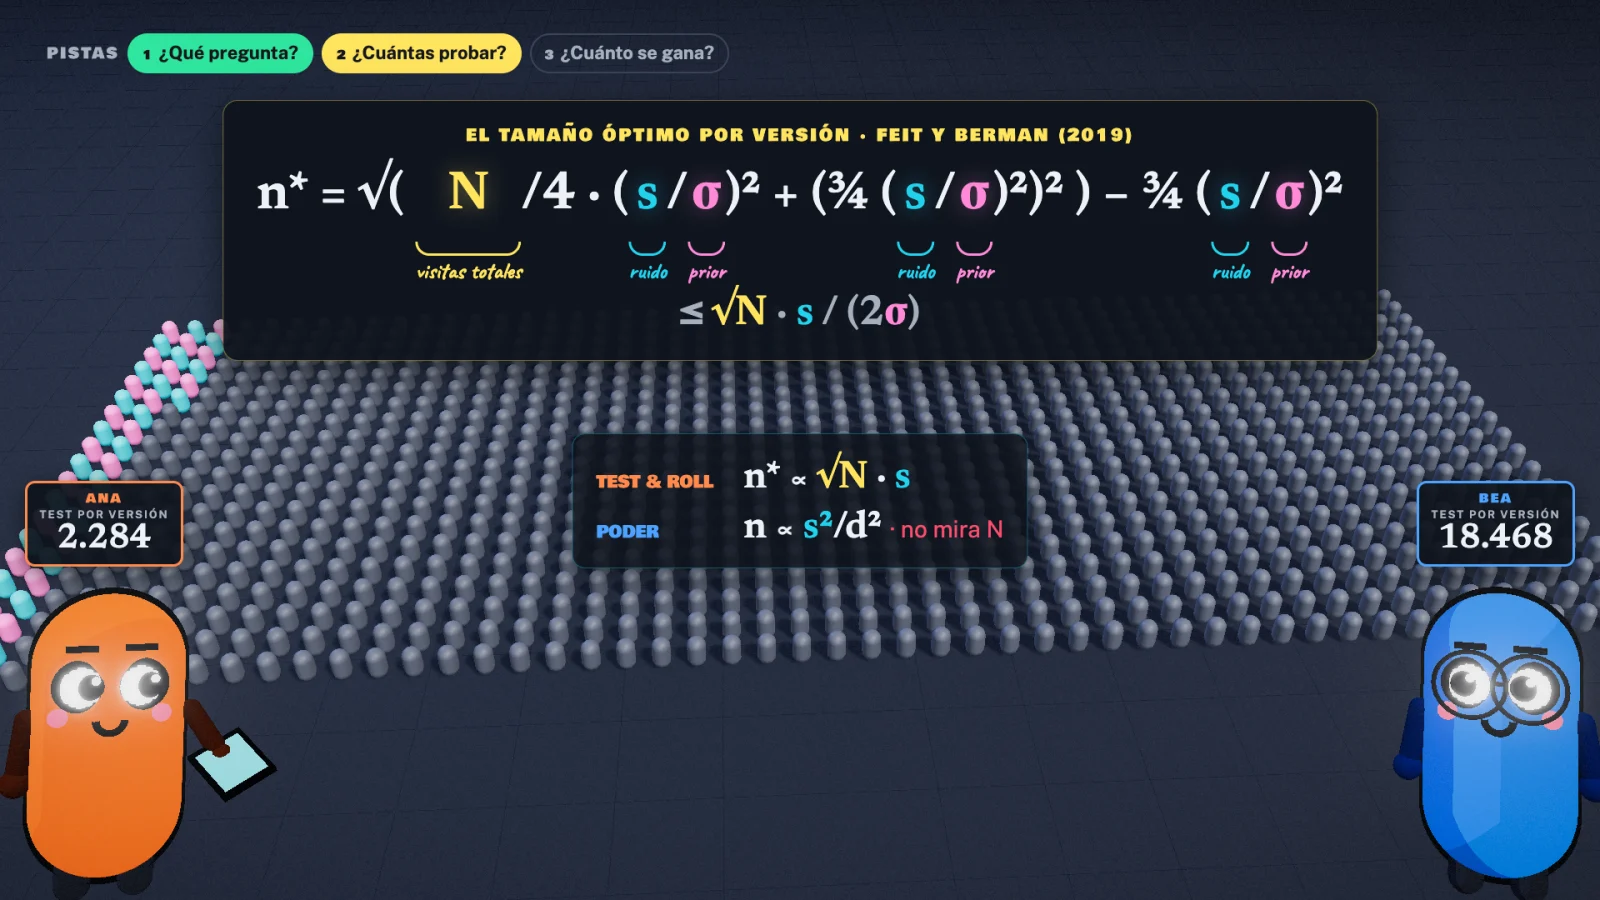 PISTAS 1 ¿Qué pregunta? 2 ¿Cuántas probar? 3 ¿Cuánto se gana?
EL TAMAÑO ÓPTIMO POR VERSIÓN · FEIT Y BERMAN (2019)
n* = √( N /4 · (s/σ)² + (¾ (s/σ)²)² ) − ¾ (s/σ)²
visitas totales ruido prior ruido prior ruido prior
≤ √N · s / (2σ)
TEST & ROLL n* ∝ √N · s
PODER n ∝ s²/d² · no mira N
ANA
TEST POR VERSIÓN
2.284
BEA
TEST POR VERSIÓN
18.468